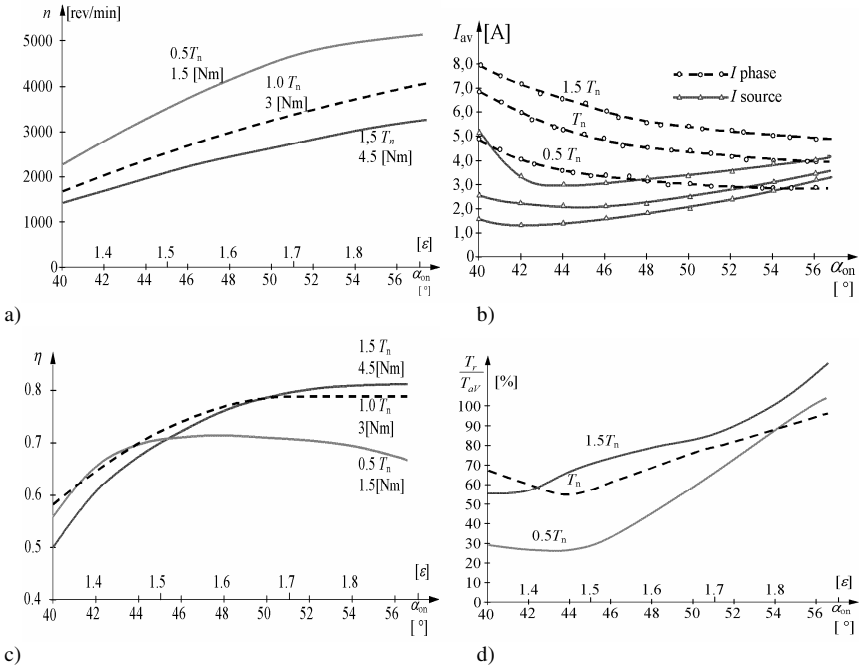 n [rev/min]
5000
4000
3000
2000
1000
0
0.5Tn
1.5 [Nm]
1.0 Tn
3 [Nm]
1,5 Tn
4.5 [Nm]
1.4 1.5 1.6 1.7 1.8 [ε]
40 42 44 46 48 50 52 54 56 αon
[ °]
a)
Iav [A]
8,0
7,0
6,0
5,0
4,0
3,0
2,0
1,0
I phase
I source
1.5 Tn
Tn
0.5 Tn
40 42 44 46 48 50 52 54 56 αon
[ °]
b)
η
0.8
0.7
0.6
0.5
0.4
1.5 Tn
4.5[Nm]
1.0 Tn
3[Nm]
0.5 Tn
1.5[Nm]
1.4 1.5 1.6 1.7 1.8 [ε]
40 42 44 46 48 50 52 54 56 αon
[ °]
c)
Tr
TaV [%]
100
90
80
70
60
50
40
30
20
10
0
1.5Tn
Tn
0.5Tn
1.4 1.5 1.6 1.7 1.8 [ε]
40 42 44 46 48 50 52 54 56 αon
[ °]
d)